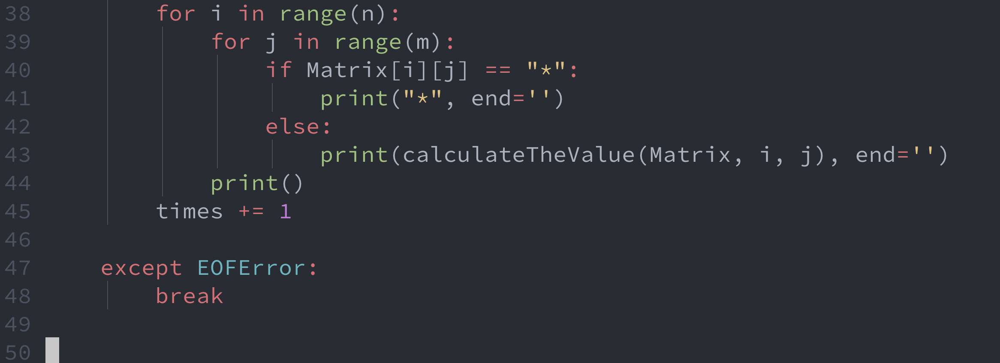 38 for i in range(n):
39 for j in range(m):
40 if Matrix[i][j] == "*":
41 print("*", end='')
42 else:
43 print(calculateTheValue(Matrix, i, j), end='')
44 print()
45 times += 1
46
47 except EOFError:
48 break
49
50